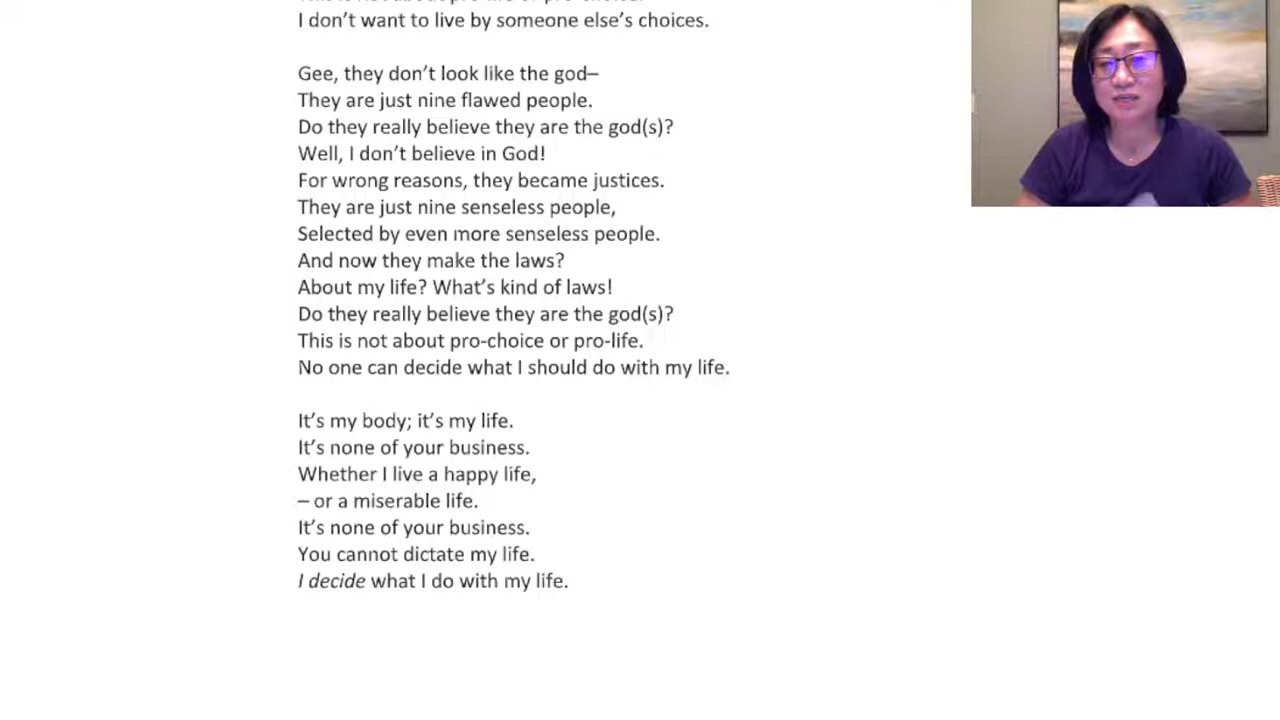 I don’t want to live by someone else’s choices.
Gee, they don’t look like the god–
They are just nine flawed people.
Do they really believe they are the god(s)?
Well, I don’t believe in God!
For wrong reasons, they became justices.
They are just nine senseless people,
Selected by even more senseless people.
And now they make the laws?
About my life? What’s kind of laws!
Do they really believe they are the god(s)?
This is not about pro-choice or pro-life.
No one can decide what I should do with my life.
It’s my body; it’s my life.
It’s none of your business.
Whether I live a happy life,
– or a miserable life.
It’s none of your business.
You cannot dictate my life.
I decide what I do with my life.